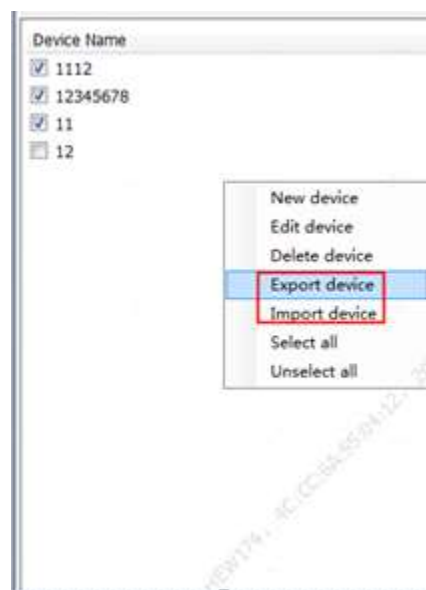 Device Name
1112
12345678
11
12
New device
Edit device
Delete device
Export device
Import device
Select all
Unselect all